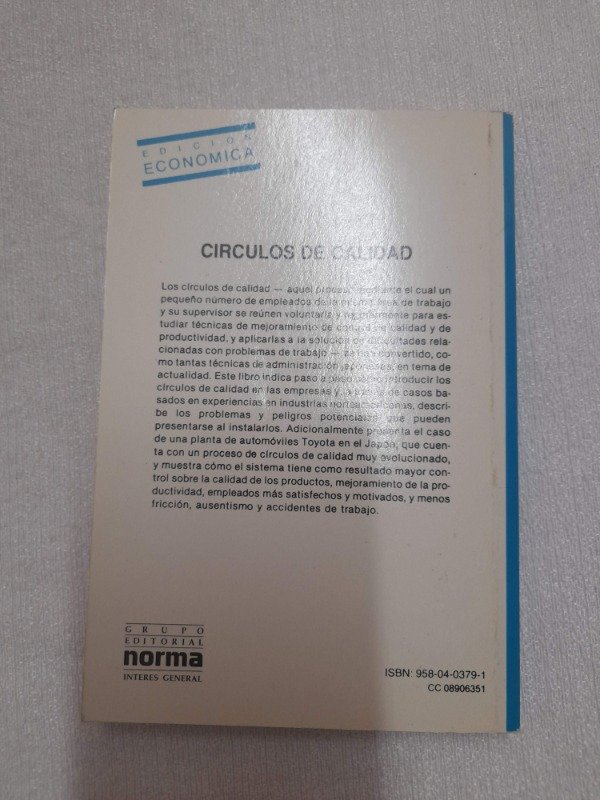 EDICION
ECONOMICA
CIRCULOS DE CALIDAD
Los círculos de calidad — aquel proceso mediante el cual un
pequeño número de empleados de la misma área de trabajo
y su supervisor se reúnen voluntaria y regularmente para es-
tudiar técnicas de mejoramiento de control de calidad y de
productividad, y aplicarlas a la solución de dificultades rela-
cionadas con problemas de trabajo — se han convertido, co-
mo tantas técnicas de administración japonesas, en tema de
actualidad. Este libro indica paso a paso cómo introducir los
círculos de calidad en las empresas y a través de casos ba-
sados en experiencias en industrias norteamericanas, descri-
be los problemas y peligros potenciales que pueden
presentarse al instalarlos. Adicionalmente presenta el caso
de una planta de automóviles Toyota en el Japón, que cuen-
ta con un proceso de círculos de calidad muy evolucionado,
y muestra cómo el sistema tiene como resultado mayor con-
trol sobre la calidad de los productos, mejoramiento de la pro-
ductividad, empleados más satisfechos y motivados, y menos
fricción, ausentismo y accidentes de trabajo.
GRUPO
EDITORIAL
norma
INTERES GENERAL
ISBN: 958-04-0379-1
CC 08906351